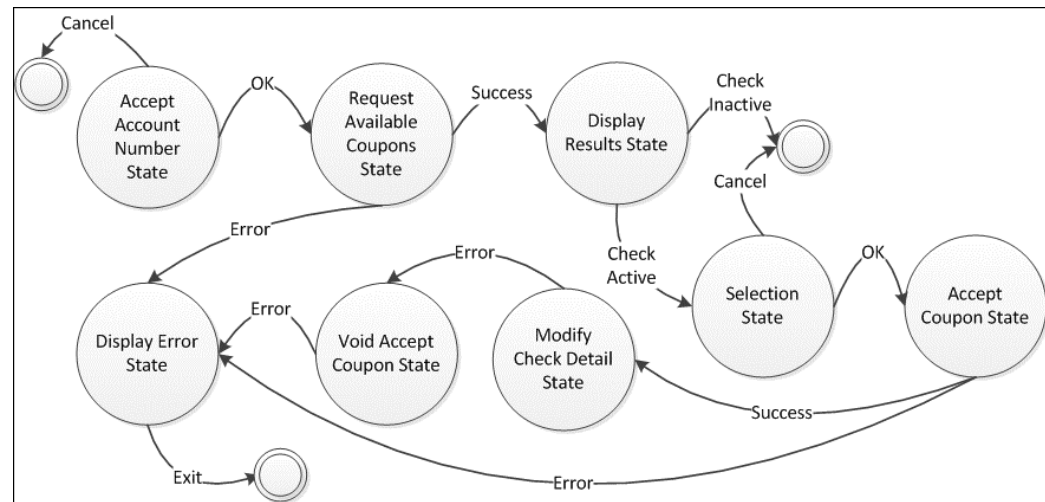 Cancel
OK
Accept
Account
Number
State
Request
Available
Coupons
State
Success
Display
Results State
Check
Inactive
Cancel
Error
Error
Check
Active
OK
Display Error
State
Error
Void Accept
Coupon State
Modify
Check Detail
State
Selection
State
Accept
Coupon State
Success
Exit
Error